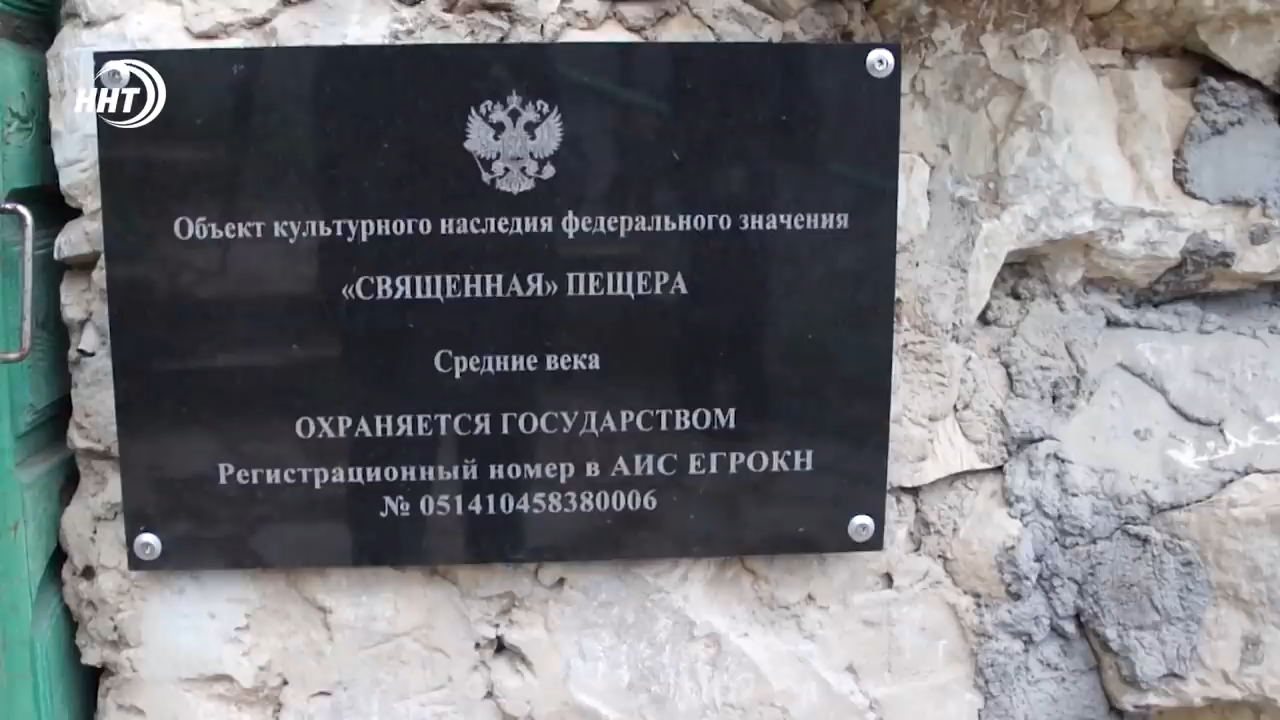 ННТ
Объект культурного наследия федерального значения
«СВЯЩЕННАЯ» ПЕЩЕРА
Средние века
ОХРАНЯЕТСЯ ГОСУДАРСТВОМ
Регистрационный номер в АИС ЕГРОКН
№ 051410458380006